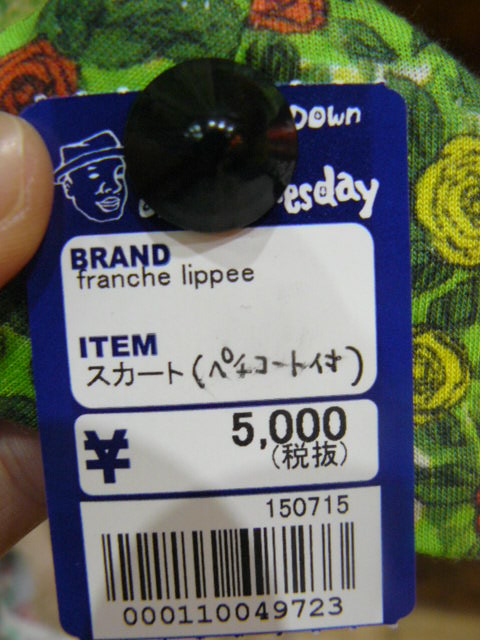 DOWN
BRAND
franche lippee
ITEM
スカート(ペチコート付)
¥ 5,000
(税抜)
150715
000110049723